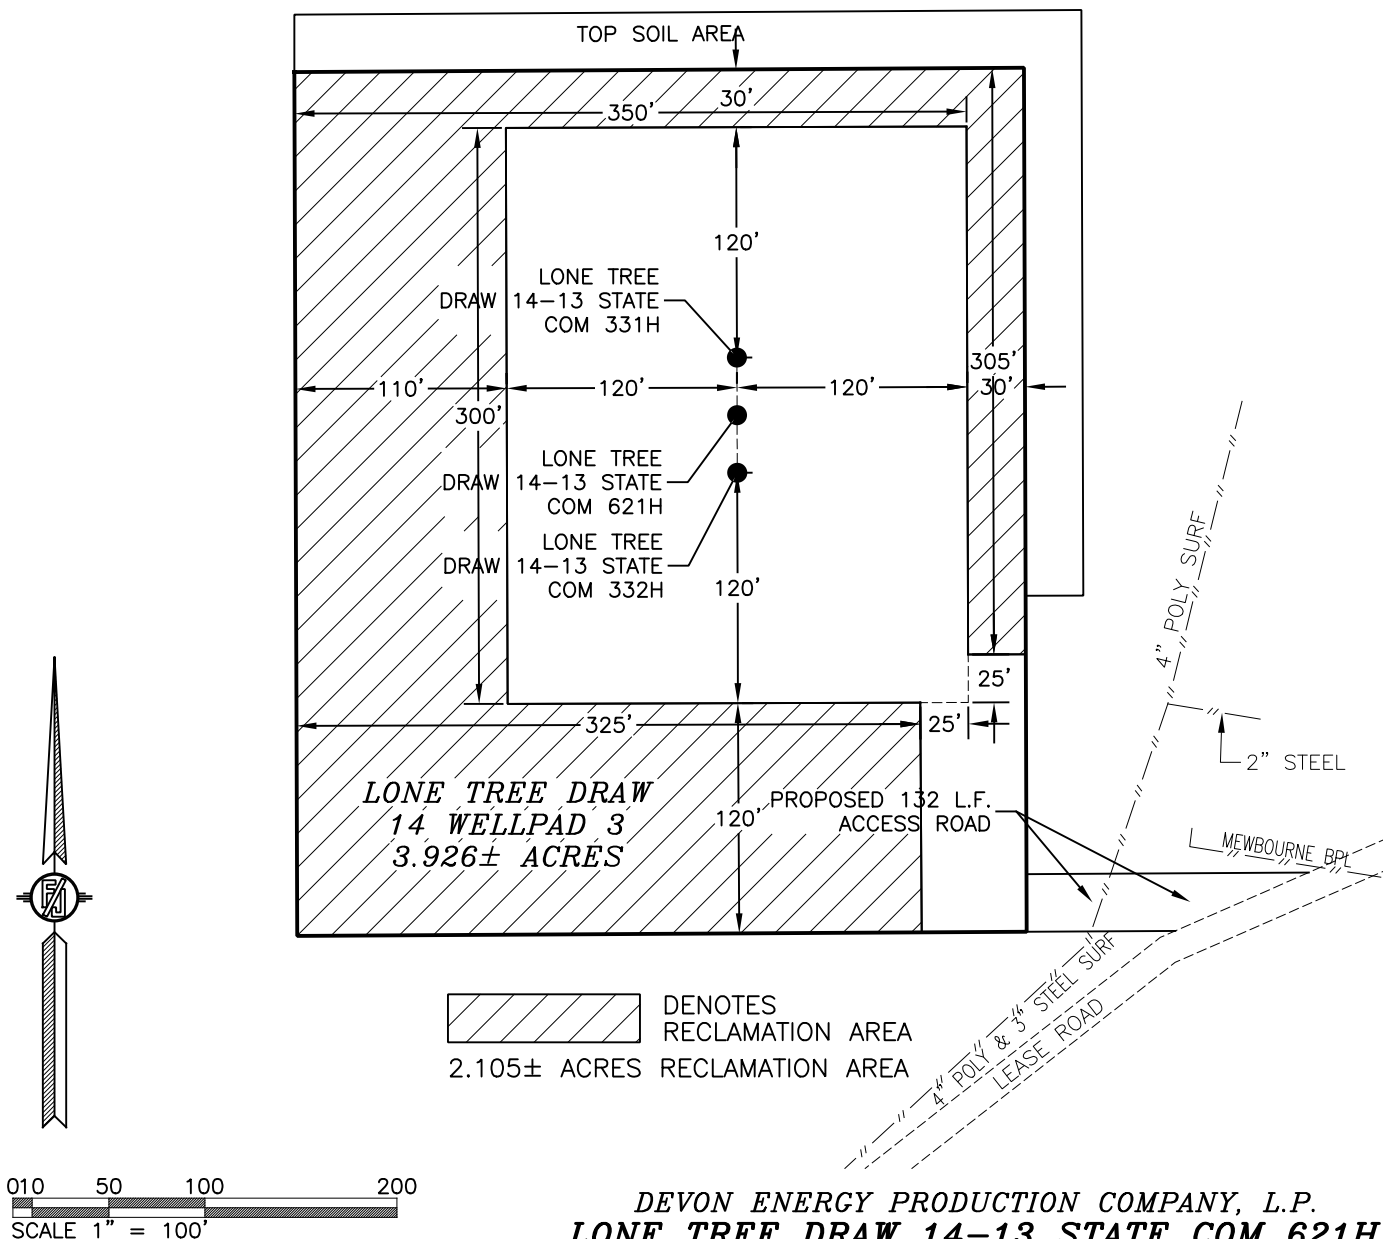 TOP SOIL AREA
30'
350'
120'
LONE TREE
DRAW 14-13 STATE
COM 331H
305'
110'
120'
120'
30'
300'
LONE TREE
DRAW 14-13 STATE
COM 621H
LONE TREE
DRAW 14-13 STATE
COM 332H
120'
4" POLY SURF
25'
325'
25'
2" STEEL
LONE TREE DRAW
14 WELLPAD 3
3.926± ACRES
120'
PROPOSED 132 L.F.
ACCESS ROAD
MEWBOURNE BPL
4" POLY & 3" STEEL SURF
LEASE ROAD
DENOTES
RECLAMATION AREA
2.105± ACRES RECLAMATION AREA
010 50 100 200
SCALE 1" = 100'
DEVON ENERGY PRODUCTION COMPANY, L.P.
LONE TREE DRAW 14-13 STATE COM 621H